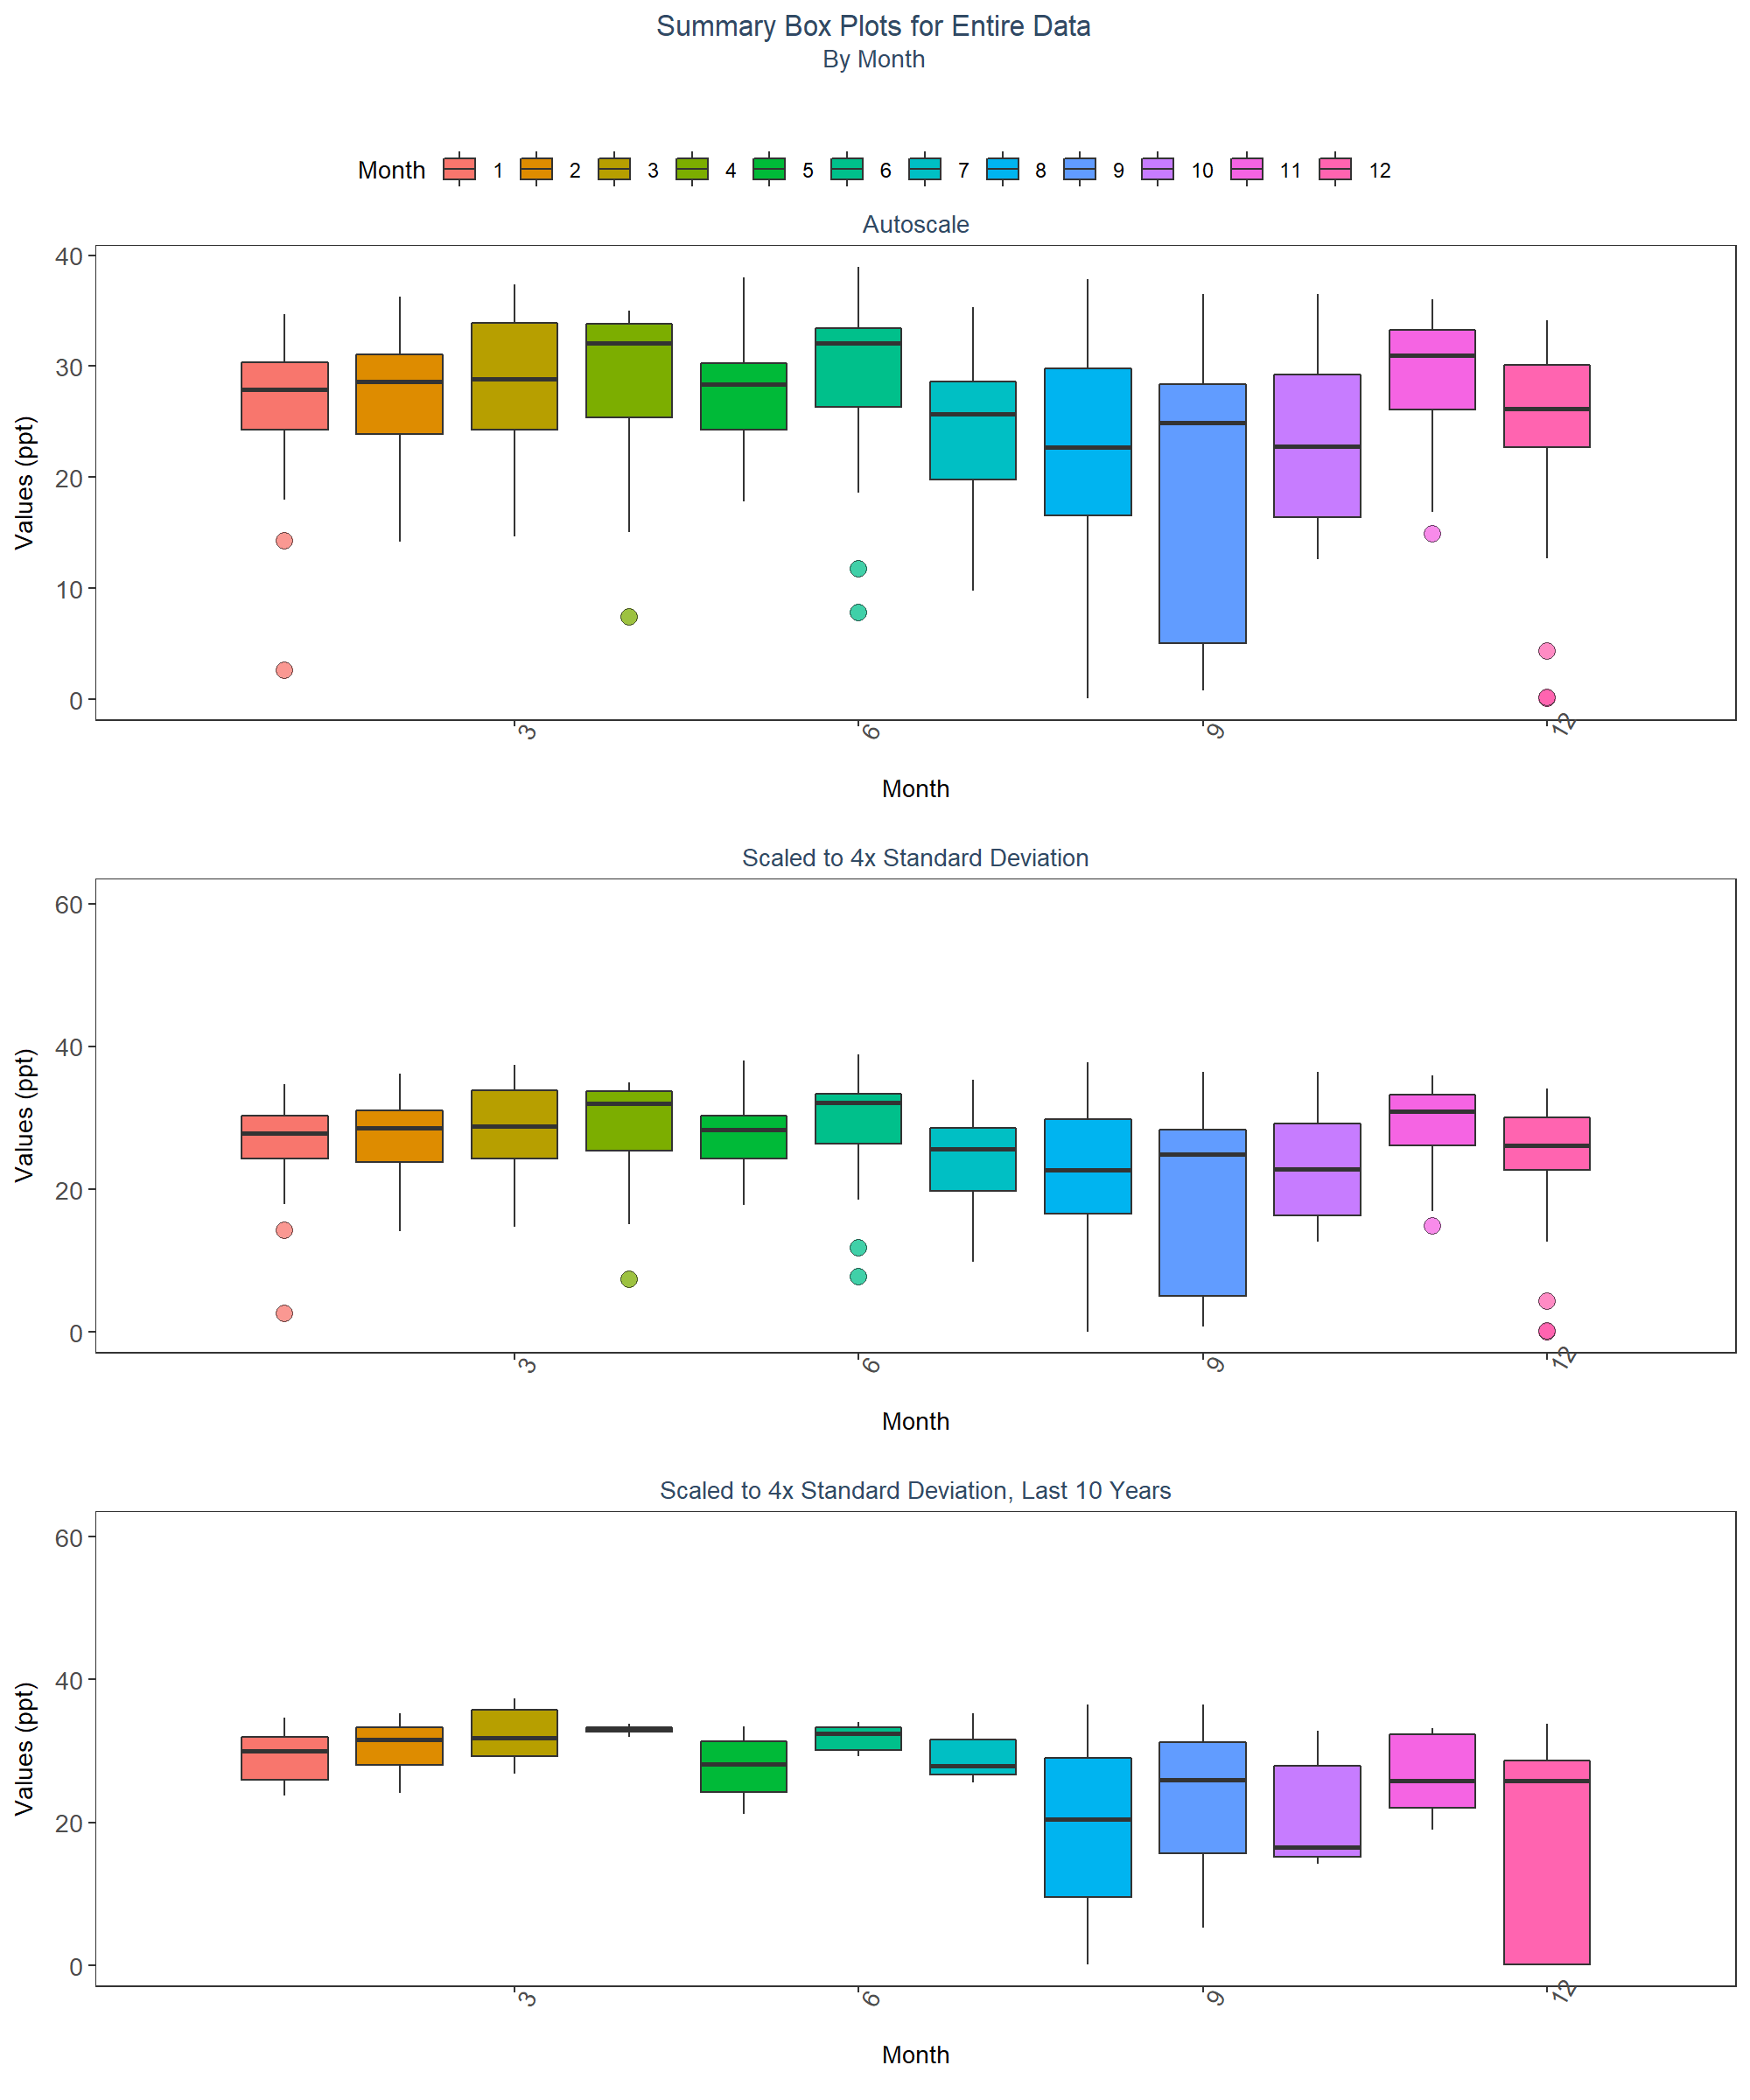 Summary Box Plots for Entire Data
By Month
Month 1 2 3 4 5 6 7 8 9 10 11 12
Autoscale
Values (ppt)
40
30
20
10
0
3 6 9 12
Month
Scaled to 4x Standard Deviation
Values (ppt)
60
40
20
0
3 6 9 12
Month
Scaled to 4x Standard Deviation, Last 10 Years
Values (ppt)
60
40
20
0
3 6 9 12
Month